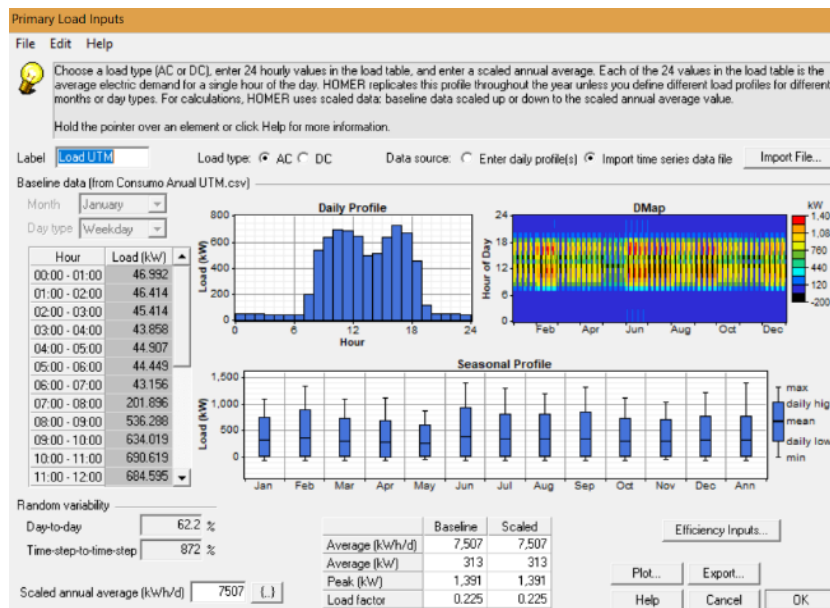 Primary Load Inputs
File Edit Help
Choose a load type (AC or DC), enter 24 hourly values in the load table, and enter a scaled annual average. Each of the 24 values in the load table is the
average electric demand for a single hour of the day. HOMER replicates this profile throughout the year unless you define different load profiles for different
months or day types. For calculations, HOMER uses scaled data: baseline data scaled up or down to the scaled annual average value.
Hold the pointer over an element or click Help for more information.
Label Load UTM Load type: AC DC Data source: Enter daily profile(s) Import time series data file Import File...
Baseline data (from Consumo Anual UTM.csv)
Month January
Day type Weekday
Hour Load (kW)
00:00 - 01:00 46.992
01:00 - 02:00 46.414
02:00 - 03:00 45.414
03:00 - 04:00 43.858
04:00 - 05:00 44.907
05:00 - 06:00 44.449
06:00 - 07:00 43.156
07:00 - 08:00 201.896
08:00 - 09:00 536.288
09:00 - 10:00 634.019
10:00 - 11:00 690.619
11:00 - 12:00 684.595
Daily Profile
Load (kW)
800
600
400
200
0
0 6 12 18 24
Hour
DMap
Hour of Day
24
18
12
6
0
Feb Apr Jun Aug Oct Dec
kW
1,40
1,08
760
440
120
-200
Seasonal Profile
Load (kW)
1,500
1,000
500
0
Jan Feb Mar Apr May Jun Jul Aug Sep Oct Nov Dec Ann
max
daily hig
mean
daily low
min
Random variability
Day-to-day 62.2 %
Time-step-to-time-step 872 %
Scaled annual average (kWh/d) 7507 {..}
Baseline Scaled
Average (kWh/d) 7,507 7,507
Average (kW) 313 313
Peak (kW) 1,391 1,391
Load factor 0.225 0.225
Efficiency Inputs...
Plot... Export...
Help Cancel OK